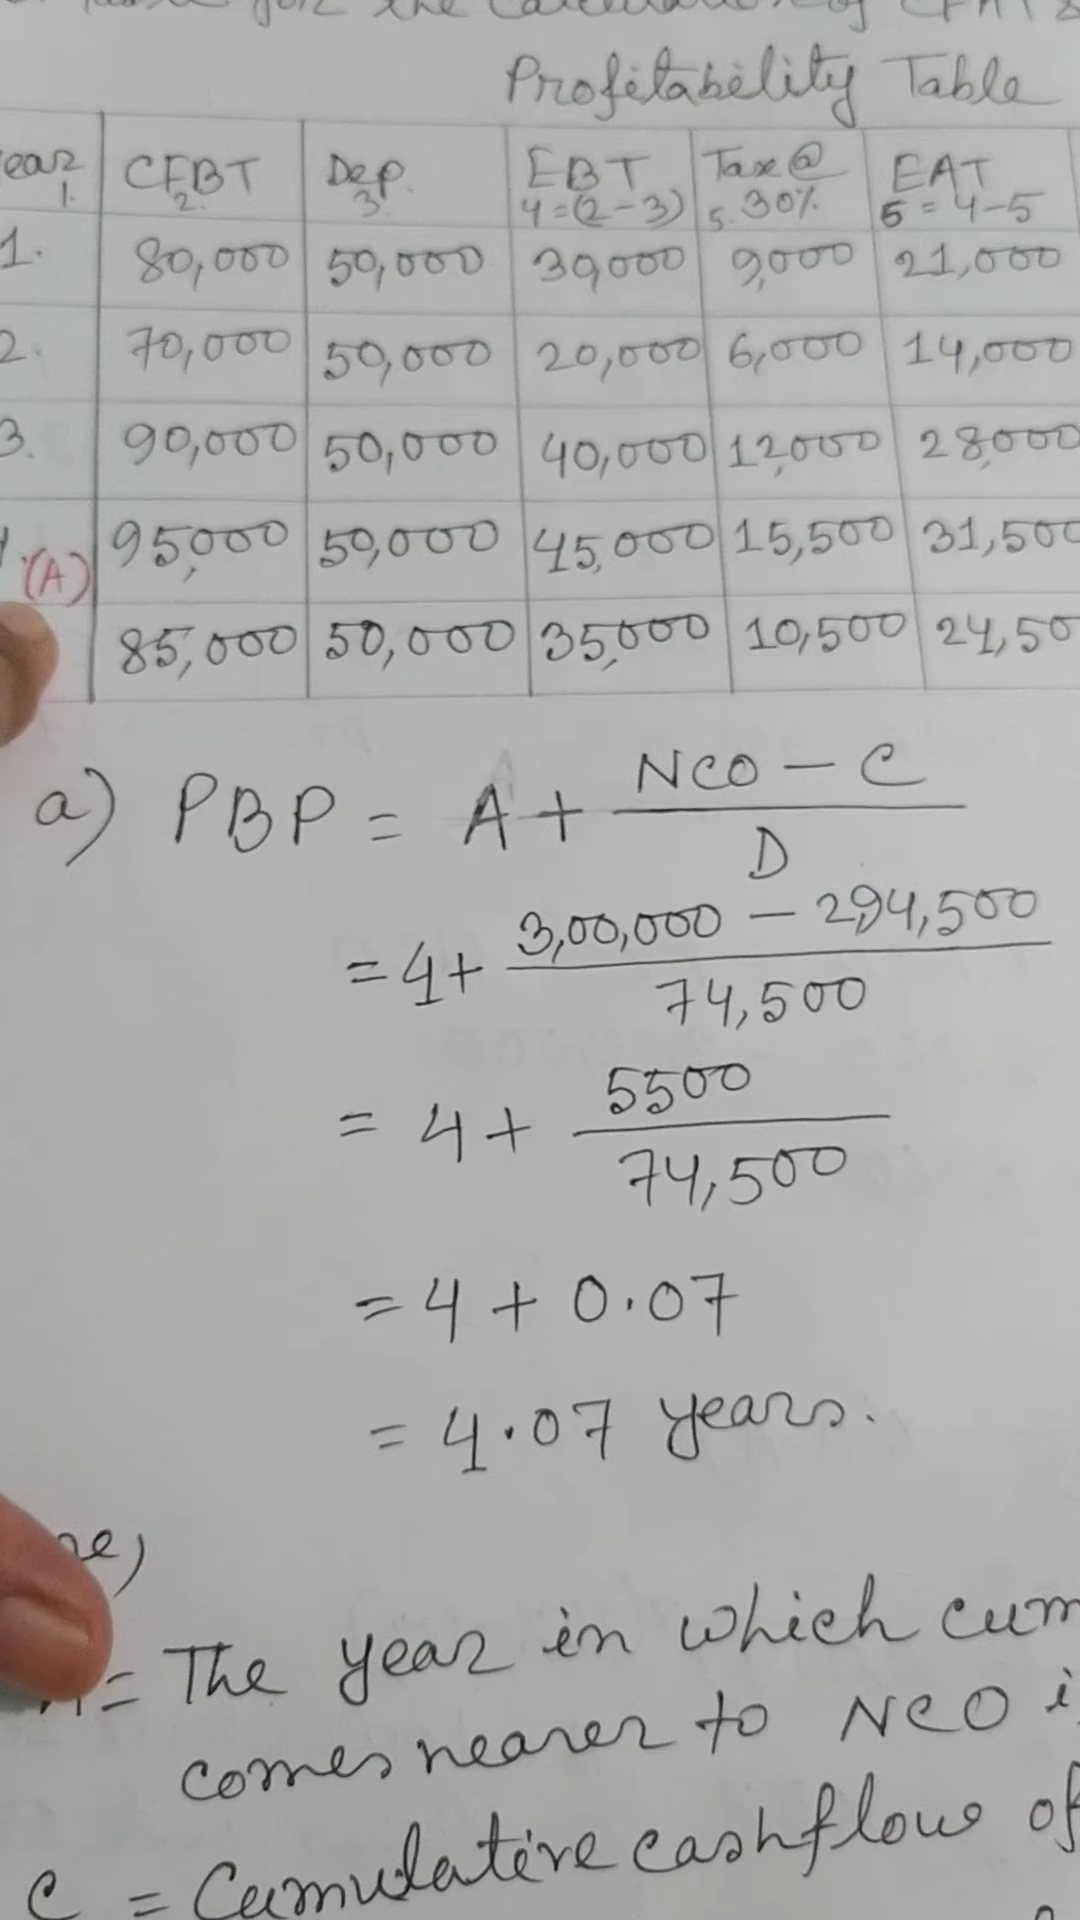 Profitability Table
1. CFBT 2. Dep. 3. EBT 4=(2-3) Tax@ 5. 30% EAT 5=4-5
1. 80,000 50,000 30,000 9,000 21,000
2. 70,000 50,000 20,000 6,000 14,000
3. 90,000 50,000 40,000 12,000 28,000
(A) 95,000 50,000 45,000 15,500 31,500
85,000 50,000 35,000 10,500 24,50
a) PBP = A + NCO - C / D
= 4 + 3,00,000 - 294,500 / 74,500
= 4 + 5500 / 74,500
= 4 + 0.07
= 4.07 years.
= The year in which cum
comes nearer to NCO i
C = Cumulative cashflow of